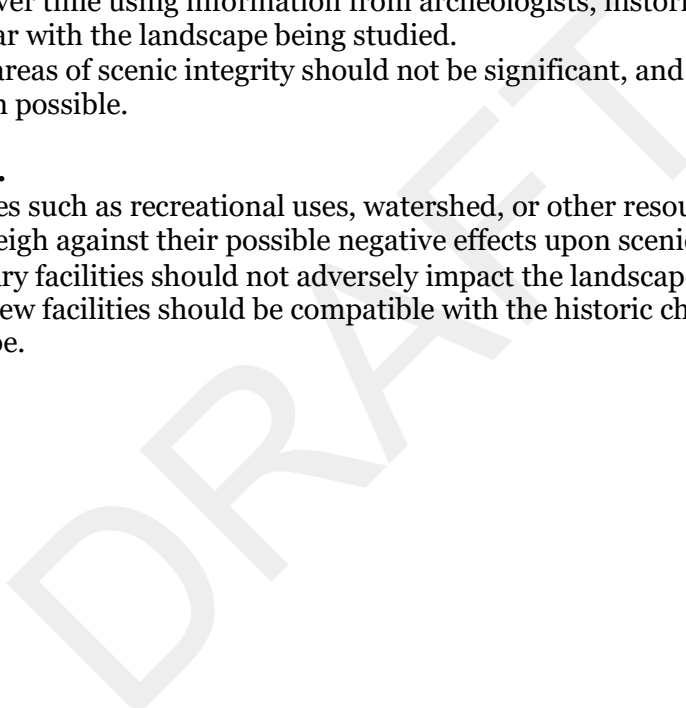 over time using information from archeologists, histori
ar with the landscape being studied.
areas of scenic integrity should not be significant, and
n possible.
.
es such as recreational uses, watershed, or other resou
eigh against their possible negative effects upon scenic
ry facilities should not adversely impact the landscap
ew facilities should be compatible with the historic ch
pe.
DRAFT